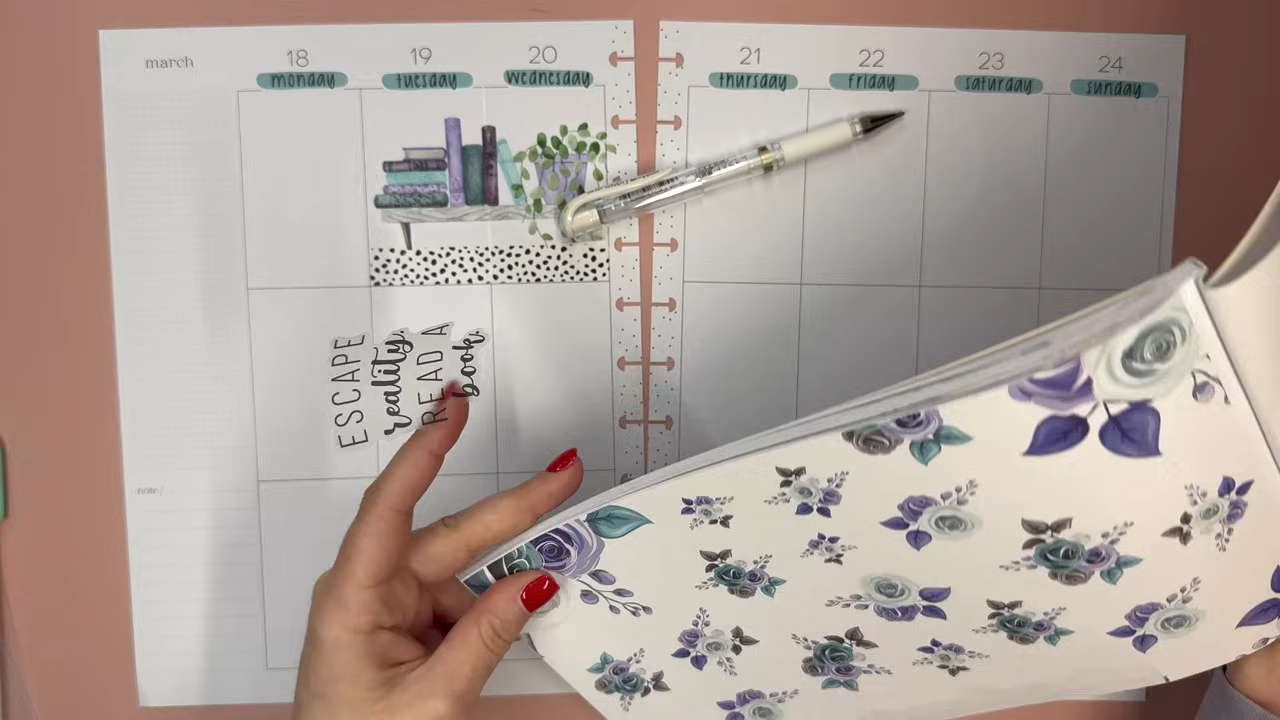 march
18
19
20
21
22
23
24
monday
tuesday
wednesday
thursday
friday
saturday
sunday
ESCAPE
reality,
READ A
book.
note/